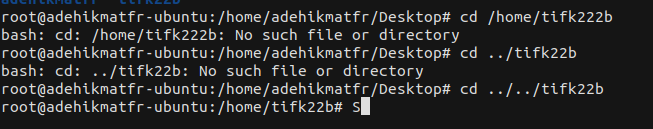 root@adehikmatfr-ubuntu:/home/adehikmatfr/Desktop# cd /home/tifk222b
bash: cd: /home/tifk222b: No such file or directory
root@adehikmatfr-ubuntu:/home/adehikmatfr/Desktop# cd ../tifk22b
bash: cd: ../tifk22b: No such file or directory
root@adehikmatfr-ubuntu:/home/adehikmatfr/Desktop# cd ../../tifk22b
root@adehikmatfr-ubuntu:/home/tifk22b# S